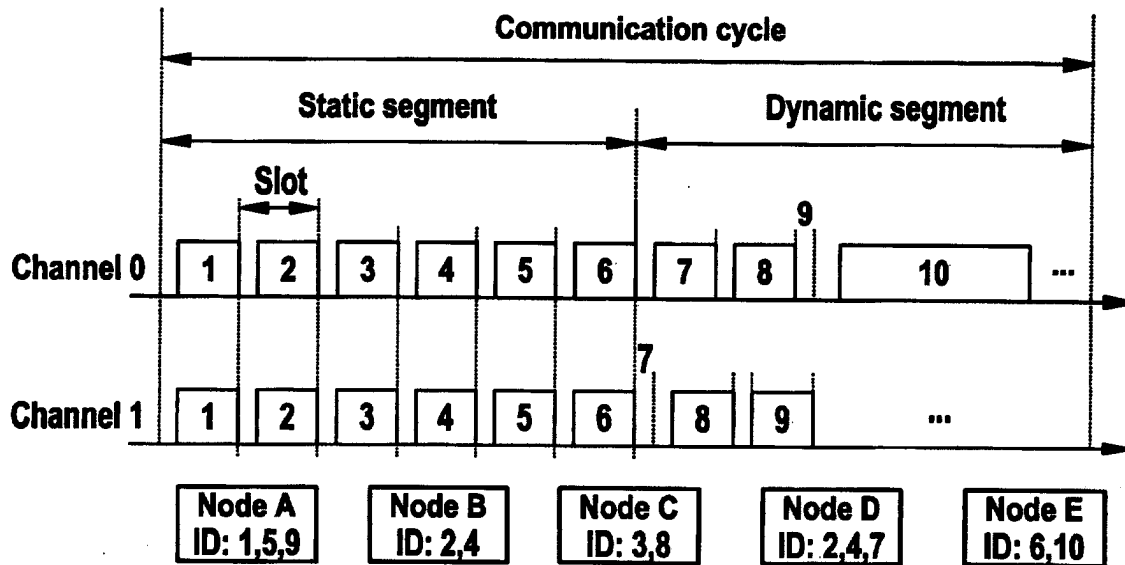 Communication cycle
Static segment
Dynamic segment
Slot
9
Channel 0
1 2 3 4 5 6 7 8 10 ...
7
Channel 1
1 2 3 4 5 6 8 9 ...
Node A
ID: 1,5,9
Node B
ID: 2,4
Node C
ID: 3,8
Node D
ID: 2,4,7
Node E
ID: 6,10